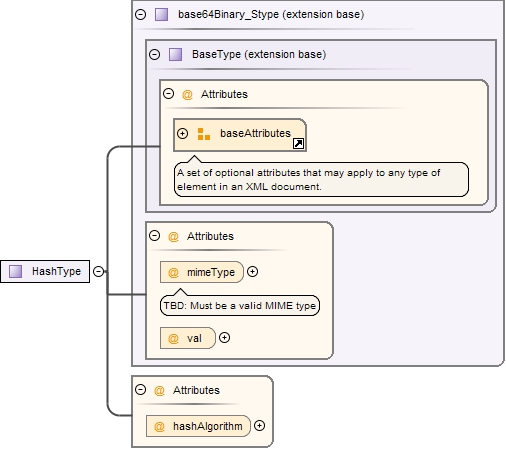 base64Binary_Stype (extension base)
BaseType (extension base)
@ Attributes
baseAttributes
A set of optional attributes that may apply to any type of
element in an XML document.
@ Attributes
HashType
@ mimeType
TBD: Must be a valid MIME type
@ val
@ Attributes
@ hashAlgorithm